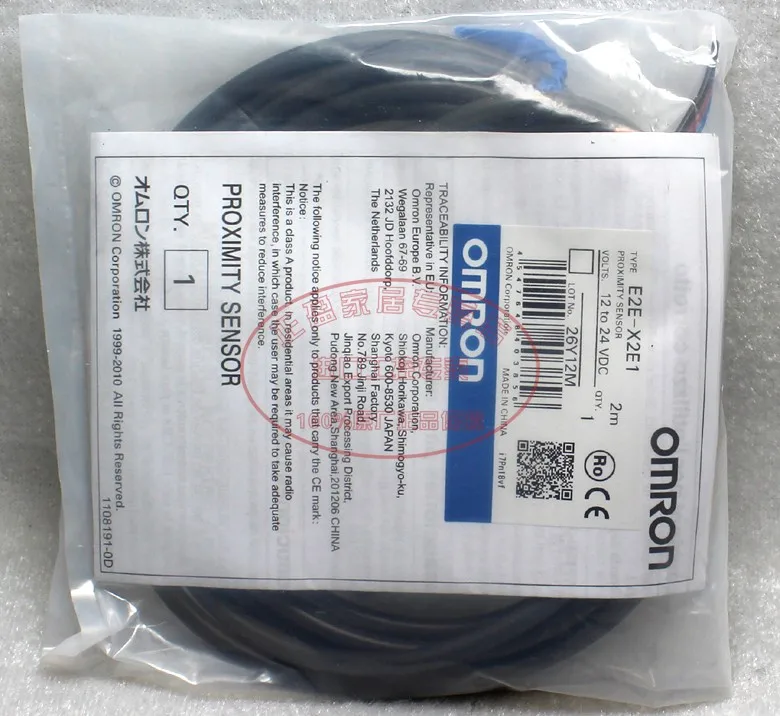 OMRON
TYPE E2E-X2E1 2m
PROXIMITY SENSOR
VOLTS. 12 to 24 VDC QTY. 1
LOT No. 26Y12M
OMRON Corporation MADE IN CHINA
i7Pn18vf
OMRON
TRACEABILITY INFORMATION:
Representative in EU:
Omron Europe B.V.
Wegalaan 67-69
2132 JD Hoofddorp,
The Netherlands
Manufacturer:
Omron Corporation,
Shiokoji Horikawa, Shimogyo-ku,
Kyoto 600-8530 JAPAN
Shanghai Factory
No.789 Jinji Road,
Jinqiao Export Processing District,
Pudong New Area, Shanghai, 201206 CHINA
The following notice applies only to products that carry the CE mark:
Notice:
This is a class A product. In residential areas it may cause radio
interference, in which case the user may be required to take adequate
measures to reduce interference.
PROXIMITY SENSOR
QTY. 1
オムロン株式会社
© OMRON Corporation 1999-2010 All Rights Reserved.
1108191-0D